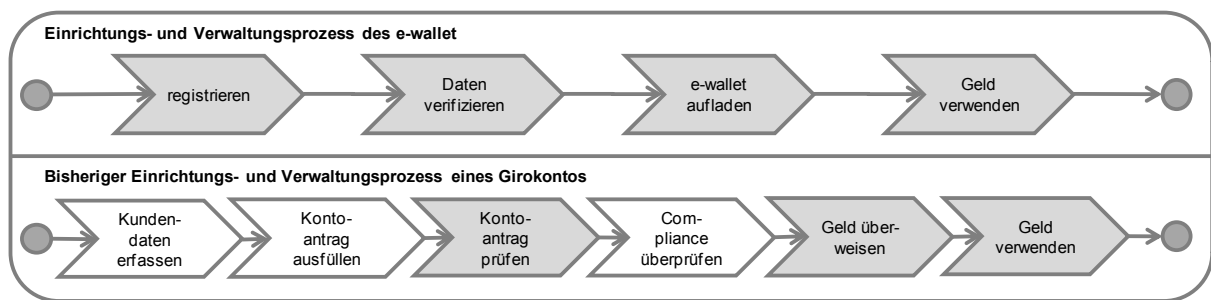 Einrichtungs- und Verwaltungsprozess des e-wallet
registrieren
Daten
verifizieren
e-wallet
aufladen
Geld
verwenden
Bisheriger Einrichtungs- und Verwaltungsprozess eines Girokontos
Kunden-
daten
erfassen
Konto-
antrag
ausfüllen
Konto-
antrag
prüfen
Com-
pliance
überprüfen
Geld über-
weisen
Geld
verwenden